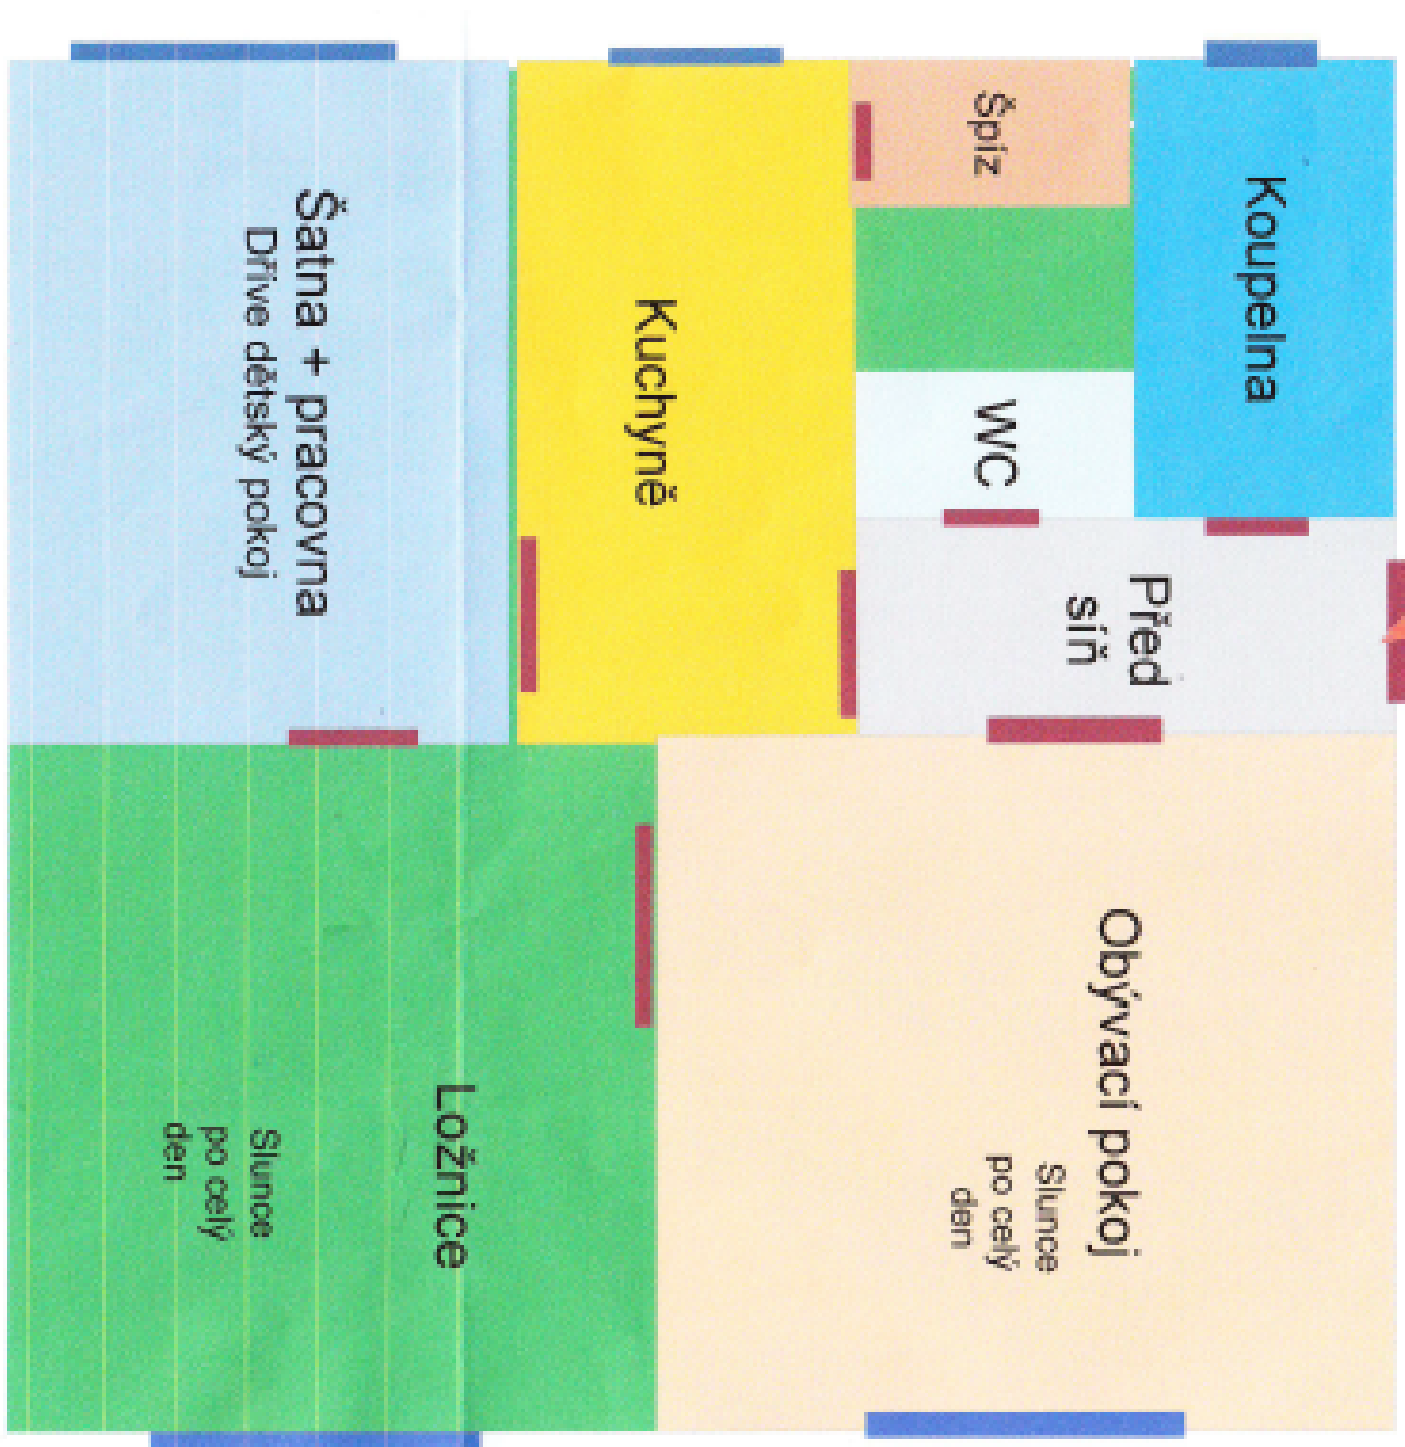 Špíz
Koupelna
Kuchyně
WC
Šatna + pracovna
Dříve dětský pokoj
Před
síň
Obývací pokoj
Slunce
po celý
den
Ložnice
Slunce
po celý
den